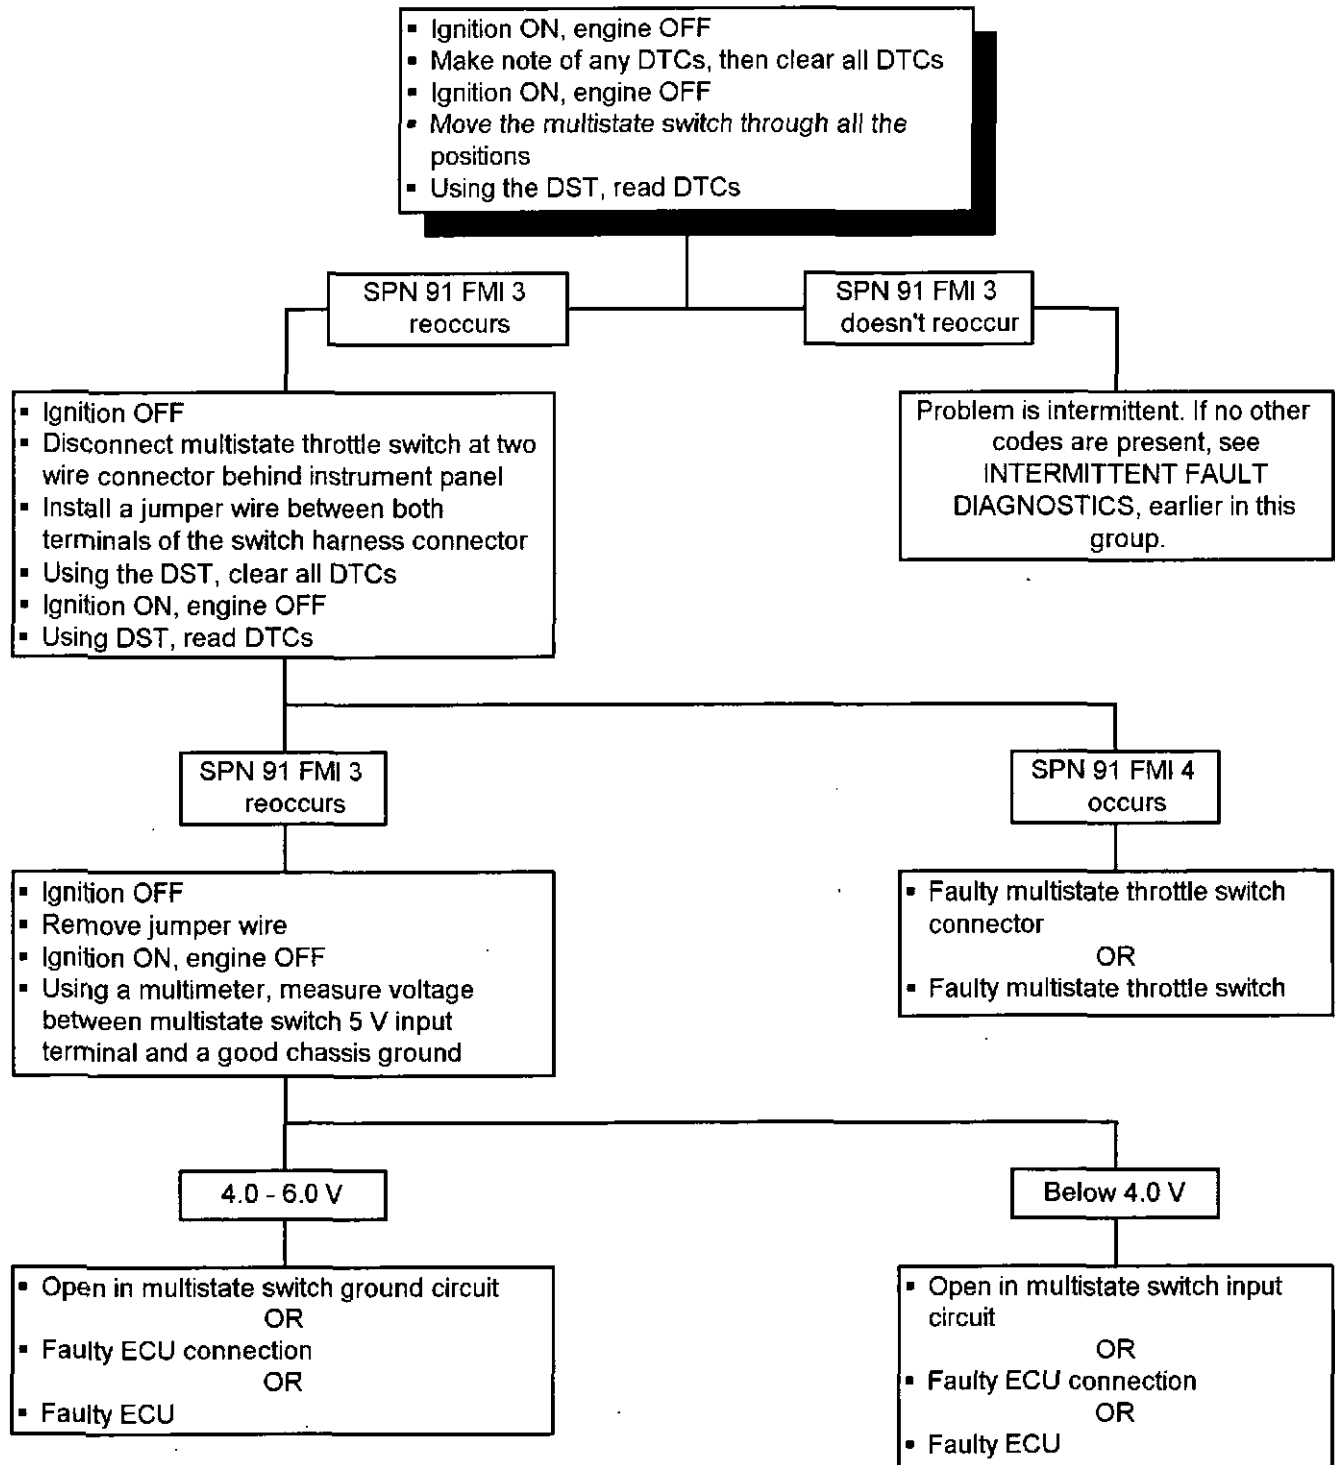 ▪ Ignition ON, engine OFF
▪ Make note of any DTCs, then clear all DTCs
▪ Ignition ON, engine OFF
▪ Move the multistate switch through all the
positions
▪ Using the DST, read DTCs
SPN 91 FMI 3
reoccurs
SPN 91 FMI 3
doesn't reoccur
▪ Ignition OFF
▪ Disconnect multistate throttle switch at two
wire connector behind instrument panel
▪ Install a jumper wire between both
terminals of the switch harness connector
▪ Using the DST, clear all DTCs
▪ Ignition ON, engine OFF
▪ Using DST, read DTCs
Problem is intermittent. If no other
codes are present, see
INTERMITTENT FAULT
DIAGNOSTICS, earlier in this
group.
SPN 91 FMI 3
reoccurs
SPN 91 FMI 4
occurs
▪ Ignition OFF
▪ Remove jumper wire
▪ Ignition ON, engine OFF
▪ Using a multimeter, measure voltage
between multistate switch 5 V input
terminal and a good chassis ground
▪ Faulty multistate throttle switch
connector
OR
▪ Faulty multistate throttle switch
4.0 - 6.0 V
Below 4.0 V
▪ Open in multistate switch ground circuit
OR
▪ Faulty ECU connection
OR
▪ Faulty ECU
▪ Open in multistate switch input
circuit
OR
▪ Faulty ECU connection
OR
▪ Faulty ECU